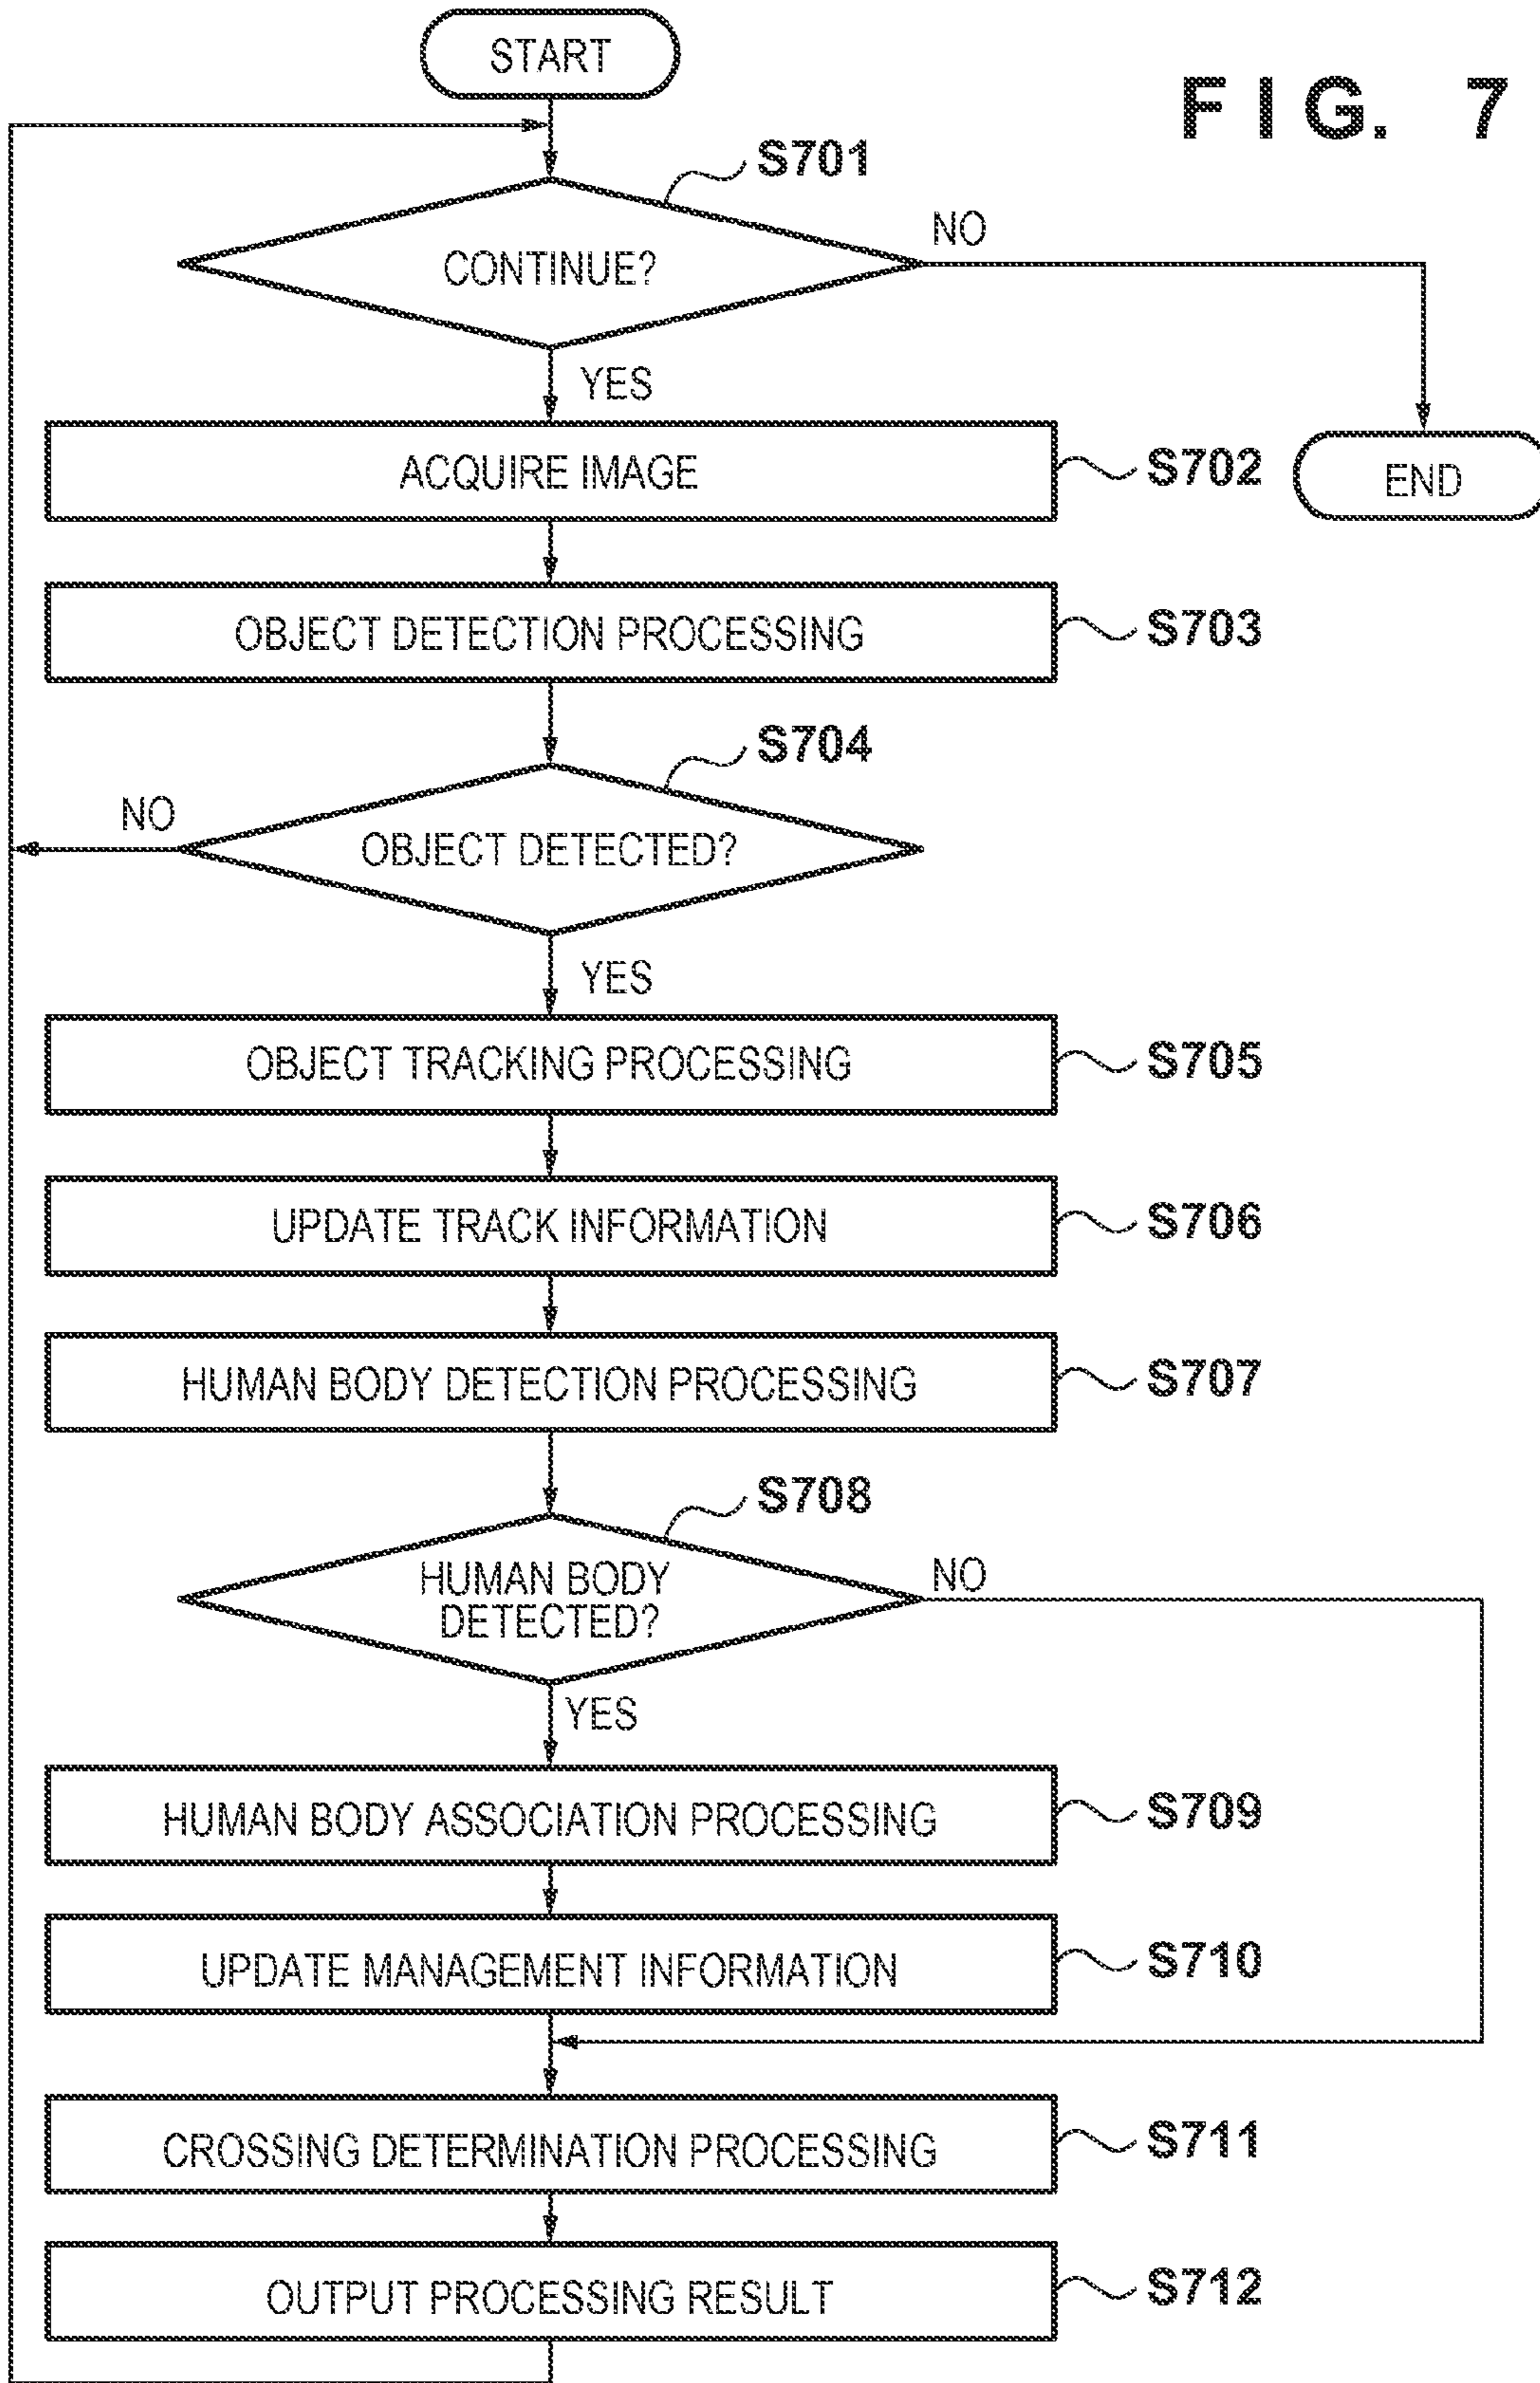 START
FIG. 7
S701
NO
CONTINUE?
YES
ACQUIRE IMAGE
S702
END
OBJECT DETECTION PROCESSING
S703
S704
NO
OBJECT DETECTED?
YES
OBJECT TRACKING PROCESSING
S705
UPDATE TRACK INFORMATION
S706
HUMAN BODY DETECTION PROCESSING
S707
S708
HUMAN BODY
DETECTED?
NO
YES
HUMAN BODY ASSOCIATION PROCESSING
S709
UPDATE MANAGEMENT INFORMATION
S710
CROSSING DETERMINATION PROCESSING
S711
OUTPUT PROCESSING RESULT
S712